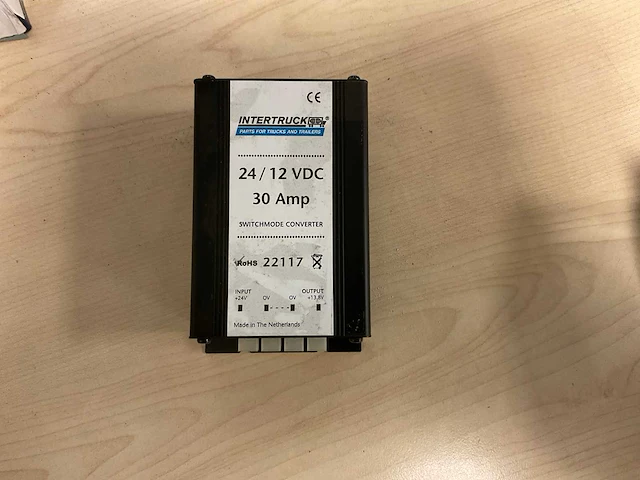 CE
INTERTRUCK®
PARTS FOR TRUCKS AND TRAILERS
24 / 12 VDC
30 Amp
SWITCHMODE CONVERTER
RoHS 22117
INPUT OUTPUT
+24V 0V 0V +13,8V
Made in The Netherlands